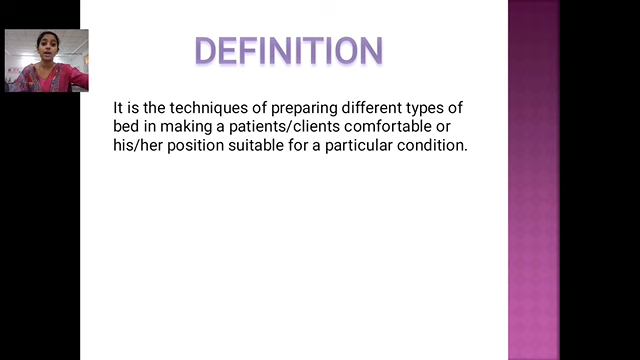 DEFINITION
It is the techniques of preparing different types of
bed in making a patients/clients comfortable or
his/her position suitable for a particular condition.